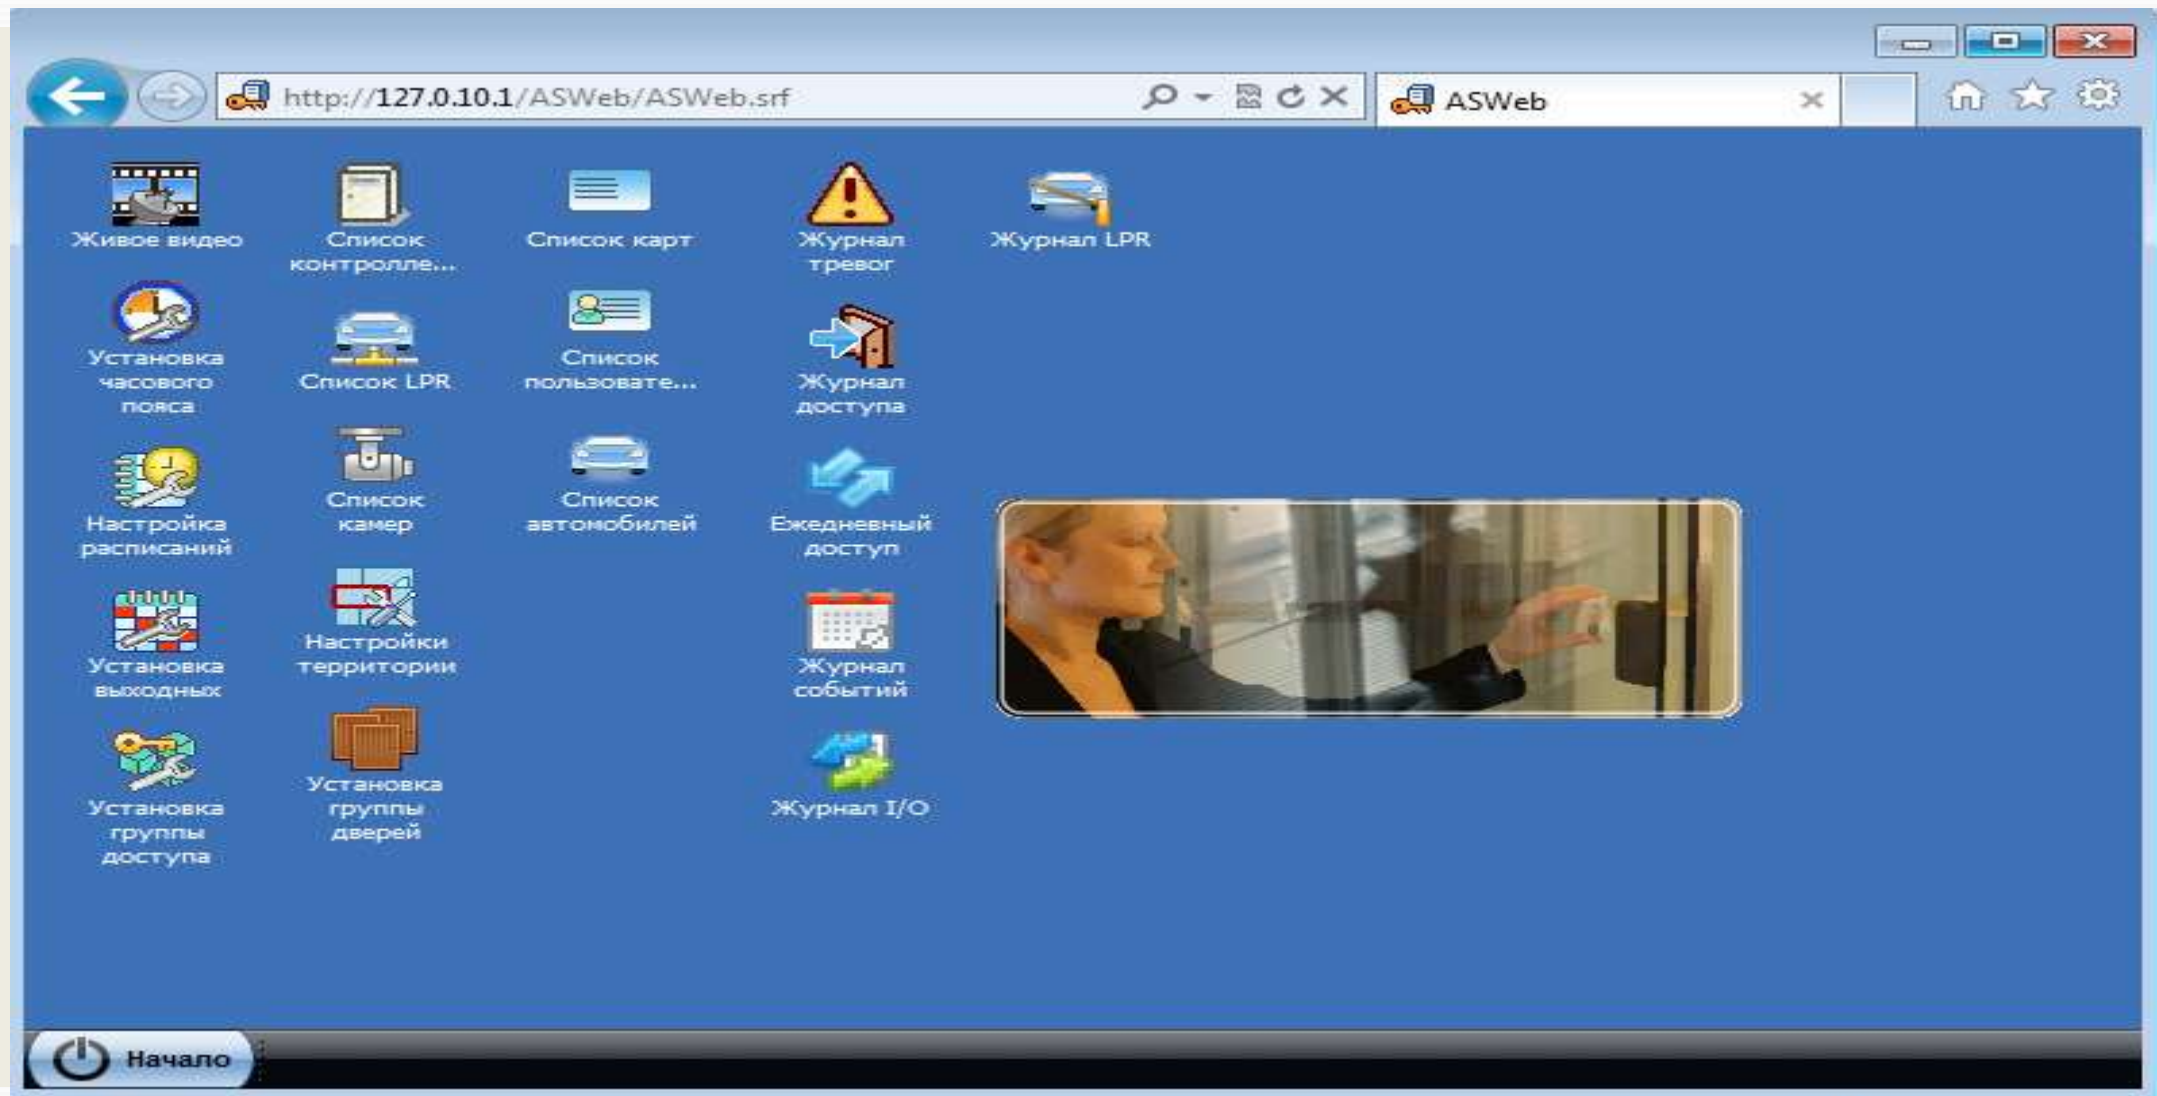 http://127.0.10.1/ASWeb/ASWeb.srf
ASWeb
Живое видео
Список
контролле...
Список карт
Журнал
тревог
Журнал LPR
Установка
часового
пояса
Список LPR
Список
пользовате...
Журнал
доступа
Настройка
расписаний
Список
камер
Список
автомобилей
Ежедневный
доступ
Установка
выходных
Настройки
территории
Журнал
событий
Установка
группы
доступа
Установка
группы
дверей
Журнал I/O
Начало